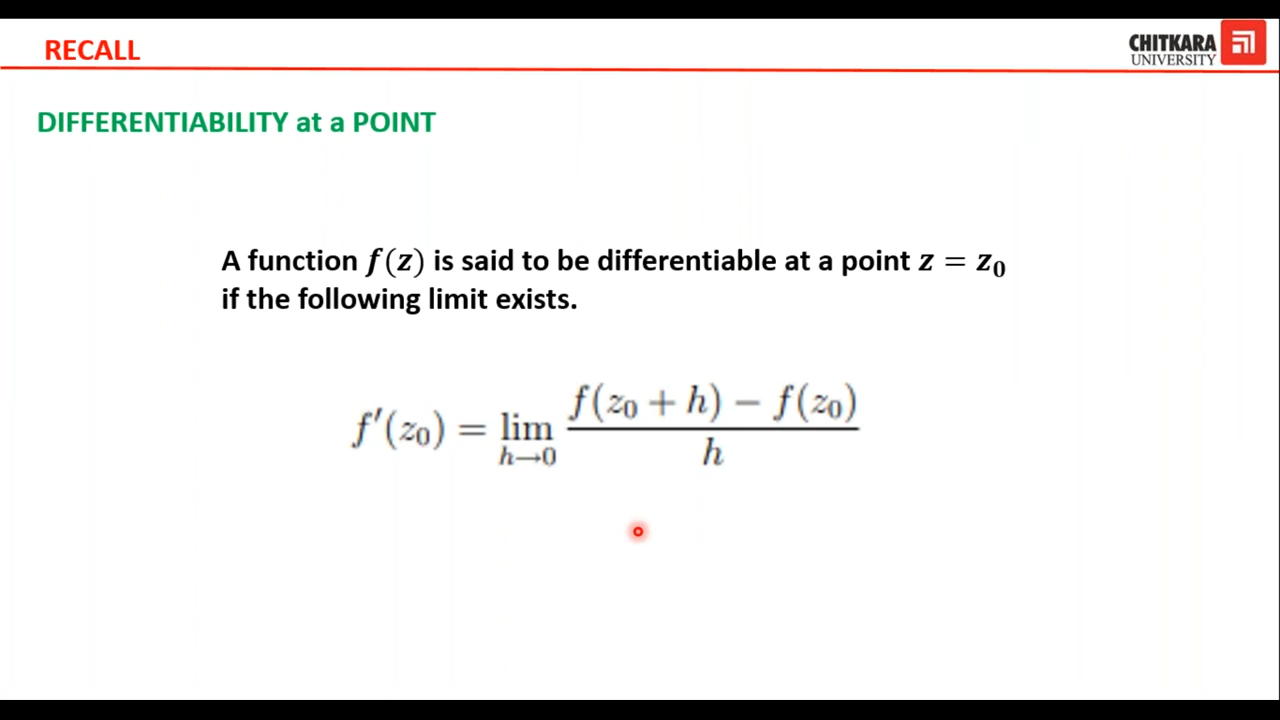 RECALL
CHITKARA
UNIVERSITY
DIFFERENTIABILITY at a POINT
A function f(z) is said to be differentiable at a point z = z₀
if the following limit exists.
f′(z₀) = lim_{h→0} \frac{f(z₀ + h) − f(z₀)}{h}